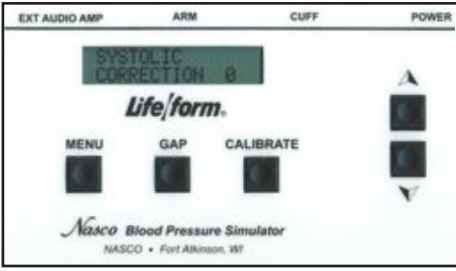 EXT AUDIO AMP ARM CUFF POWER
SYSTOLIC
CORRECTION 0
Life/form®
MENU GAP CALIBRATE
Nasco Blood Pressure Simulator
NASCO • Fort Atkinson, WI